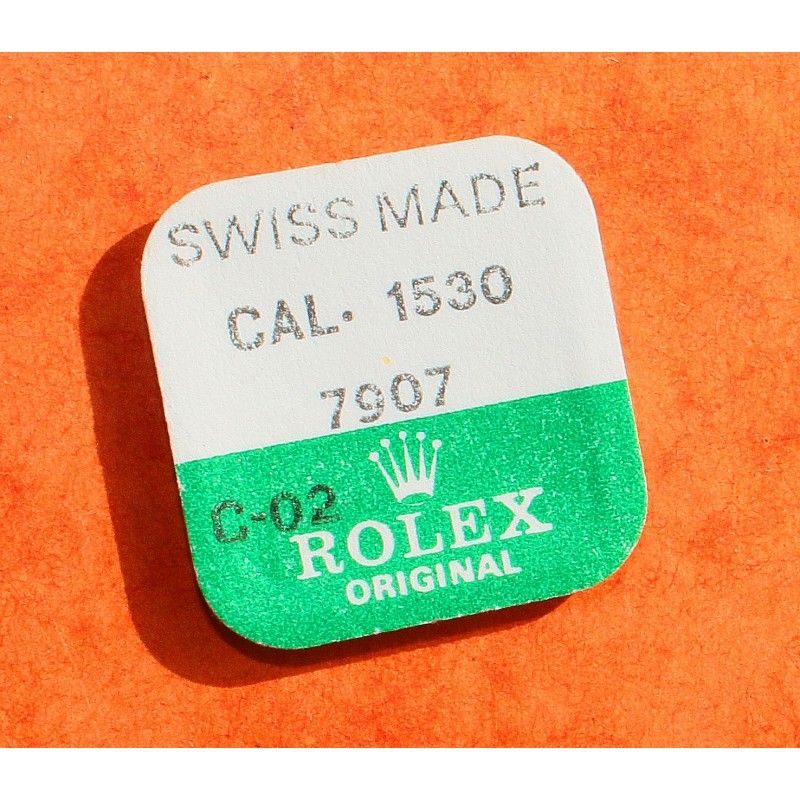 SWISS MADE
CAL. 1530
7907
C-02
ROLEX
ORIGINAL